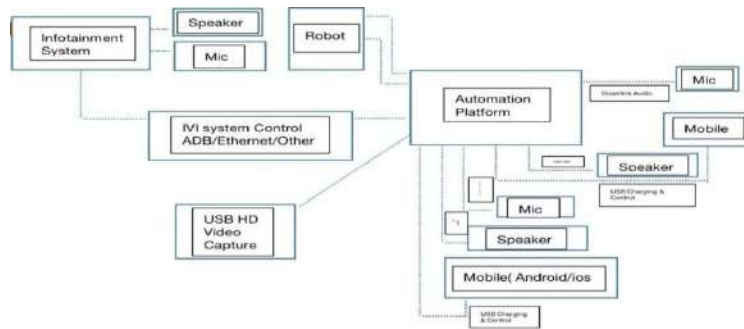 Infotainment
System
Speaker
Mic
Robot
Automation
Platform
Mic
Downlink Audio
Mobile
IVI system Control
ADB/Ethernet/Other
Speaker
USB Charging
& Control
USB HD
Video
Capture
Mic
Speaker
Mobile( Android/ios
USB Charging
& Control